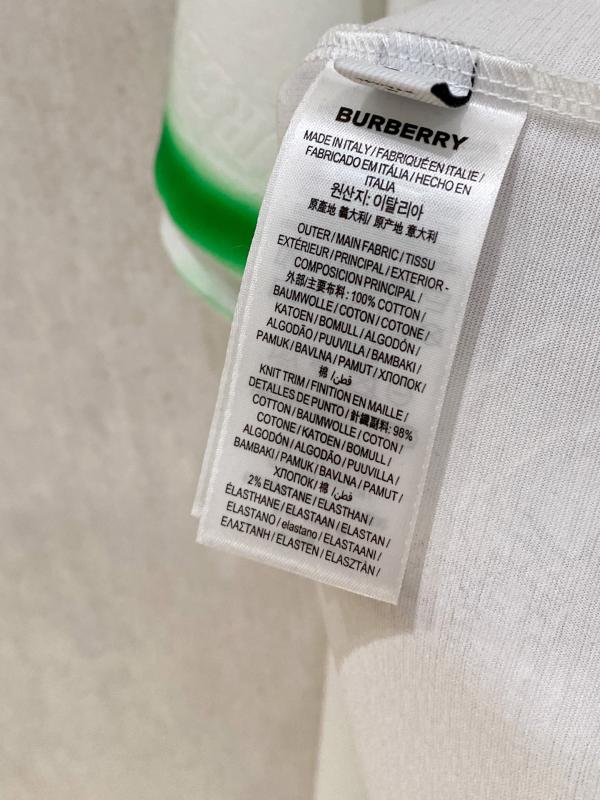 BURBERRY
MADE IN ITALY / FABRIQUÉ EN ITALIE /
FABRICADO EM ITÁLIA / HECHO EN
ITALIA
원산지: 이탈리아
原產地 義大利/ 原产地 意大利
OUTER / MAIN FABRIC / TISSU
EXTÉRIEUR / PRINCIPAL / EXTERIOR -
COMPOSICION PRINCIPAL /
外部/主要布料: 100% COTTON /
BAUMWOLLE / COTON / COTONE /
KATOEN / BOMULL / ALGODÓN /
ALGODÃO / PUUVILLA / BAMBAKI /
PAMUK / BAVLNA / PAMUT / ХЛОПОК /
棉 / قطن/
KNIT TRIM / FINITION EN MAILLE /
DETALLES DE PUNTO / 針織副料: 98%
COTTON / BAUMWOLLE / COTON /
COTONE / KATOEN / BOMULL /
ALGODÓN / ALGODÃO / PUUVILLA /
BAMBAKI / PAMUK / BAVLNA / PAMUT /
ХЛОПОК / 棉 / قطن/
2% ELASTANE / ELASTHAN /
ÉLASTHANE / ELASTAAN / ELASTAN /
ELASTANO / elastano / ELASTAANI /
ΕΛΑΣΤΑΝΗ / ELASTEN / ELASZTÁN /